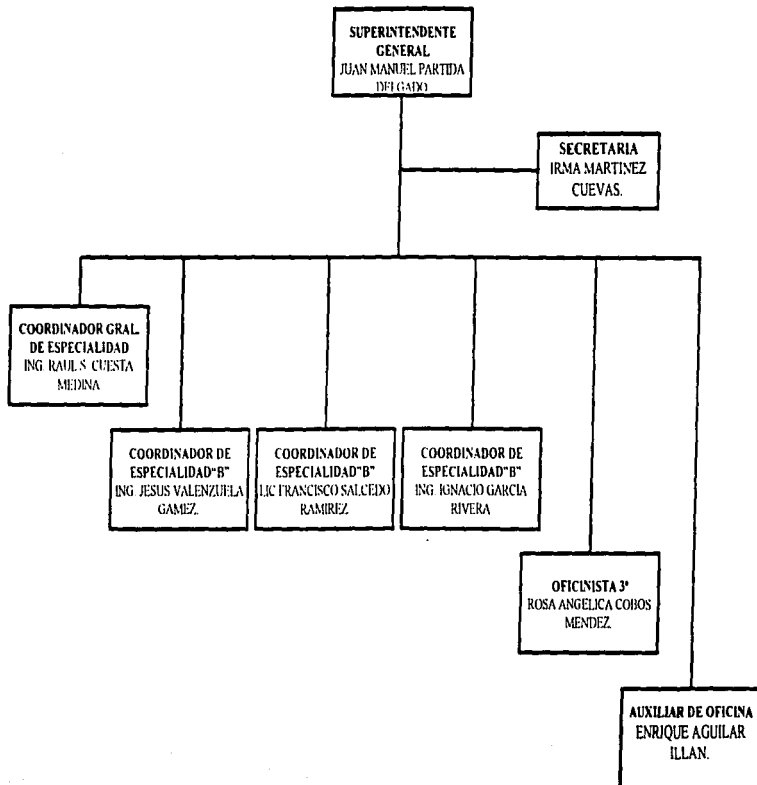 SUPERINTENDENTE
GENERAL
JUAN MANUEL PARTIDA
DELGADO
SECRETARIA
IRMA MARTINEZ
CUEVAS.
COORDINADOR GRAL.
DE ESPECIALIDAD
ING. RAUL S. CUESTA
MEDINA
COORDINADOR DE
ESPECIALIDAD"B"
ING. JESUS VALENZUELA
GAMEZ.
COORDINADOR DE
ESPECIALIDAD"B"
LIC FRANCISCO SALCEDO
RAMIREZ
COORDINADOR DE
ESPECIALIDAD"B"
ING. IGNACIO GARCIA
RIVERA
OFICINISTA 3ª
ROSA ANGELICA COBOS
MENDEZ
AUXILIAR DE OFICINA
ENRIQUE AGUILAR
ILLAN.